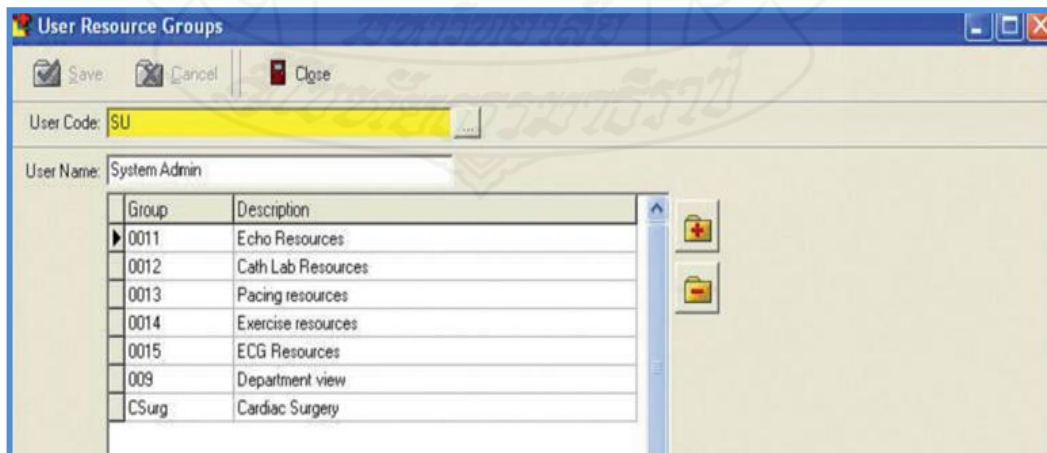 User Resource Groups
Save Cancel Close
User Code: SU ...
User Name: System Admin
Group Description
0011 Echo Resources
0012 Cath Lab Resources
0013 Pacing resources
0014 Exercise resources
0015 ECG Resources
009 Department view
CSurg Cardiac Surgery